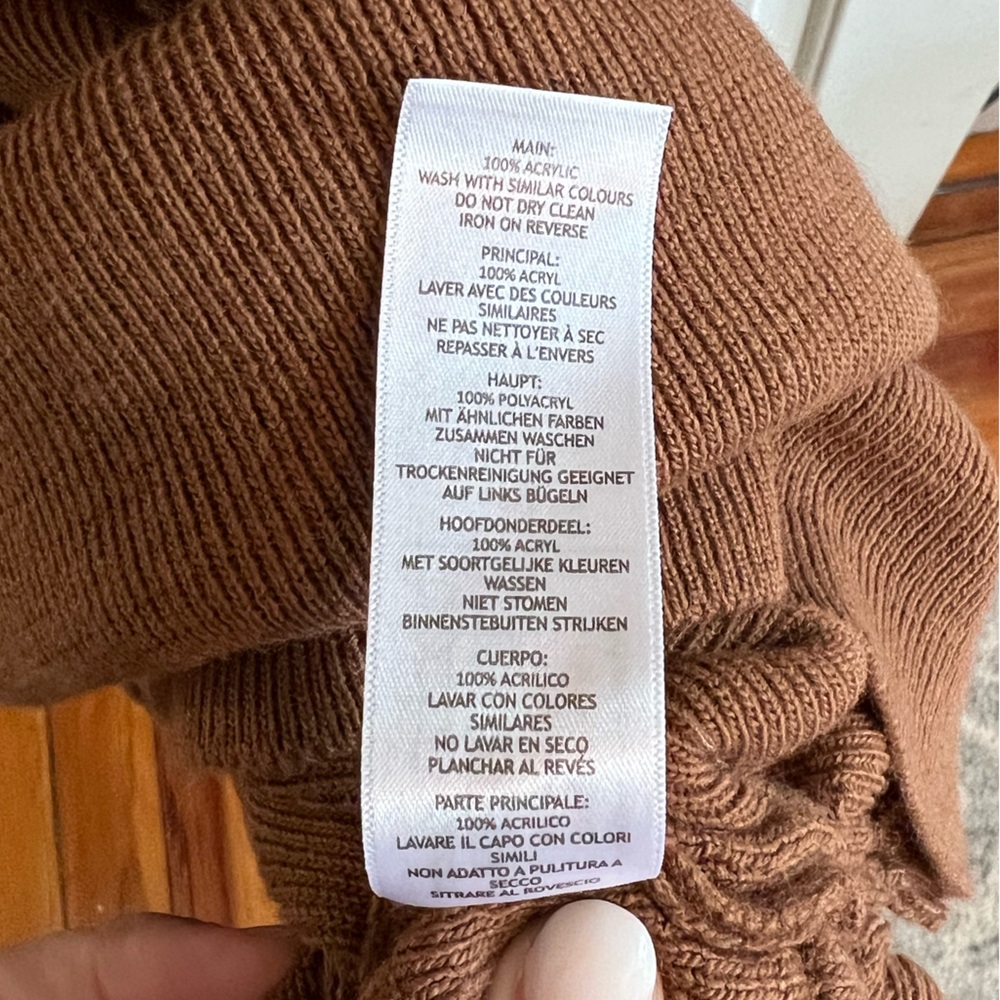 MAIN:
100% ACRYLIC
WASH WITH SIMILAR COLOURS
DO NOT DRY CLEAN
IRON ON REVERSE
PRINCIPAL:
100% ACRYL
LAVER AVEC DES COULEURS
SIMILAIRES
NE PAS NETTOYER À SEC
REPASSER À L'ENVERS
HAUPT:
100% POLYACRYL
MIT ÄHNLICHEN FARBEN
ZUSAMMEN WASCHEN
NICHT FÜR
TROCKENREINIGUNG GEEIGNET
AUF LINKS BÜGELN
HOOFDONDERDEEL:
100% ACRYL
MET SOORTGELIJKE KLEUREN
WASSEN
NIET STOMEN
BINNENSTEBUITEN STRIJKEN
CUERPO:
100% ACRILICO
LAVAR CON COLORES
SIMILARES
NO LAVAR EN SECO
PLANCHAR AL REVÉS
PARTE PRINCIPALE:
100% ACRILICO
LAVARE IL CAPO CON COLORI
SIMILI
NON ADATTO A PULITURA A
SECCO
SITRARE AL ROVESCIO